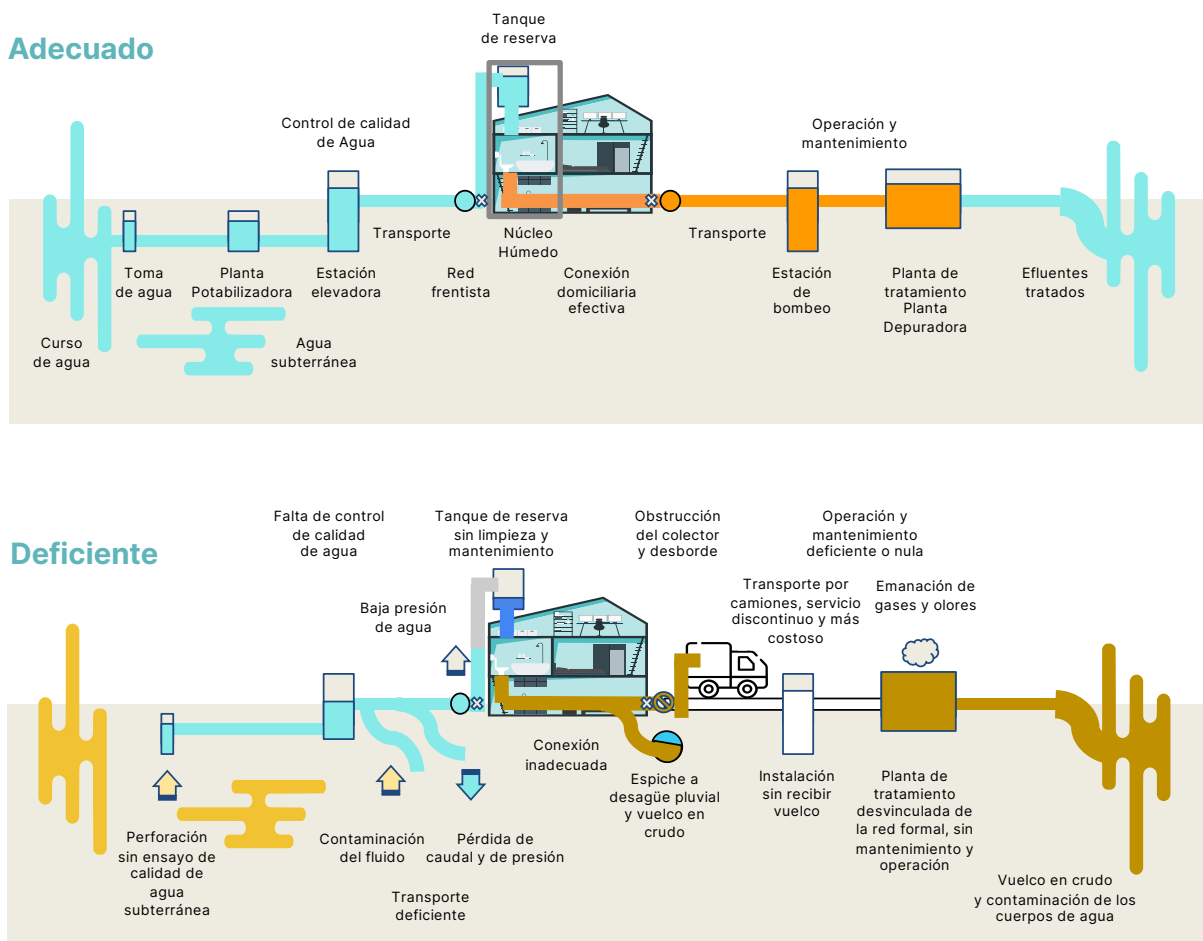 Adecuado
Tanque
de reserva
Control de calidad
de Agua
Operación y
mantenimiento
Transporte
Núcleo
Húmedo
Transporte
Toma
de agua
Planta
Potabilizadora
Estación
elevadora
Red
frentista
Conexión
domiciliaria
efectiva
Estación
de
bombeo
Planta de
tratamiento
Planta
Depuradora
Efluentes
tratados
Curso
de agua
Agua
subterránea
Deficiente
Falta de control
de calidad
de agua
Tanque de reserva
sin limpieza y
mantenimiento
Obstrucción
del colector
y desborde
Operación y
mantenimiento
deficiente o nula
Baja presión
de agua
Transporte por
camiones, servicio
discontinuo y más
costoso
Emanación de
gases y olores
Conexión
inadecuada
Espiche a
desagüe pluvial
y vuelco en
crudo
Instalación
sin recibir
vuelco
Planta de
tratamiento
desvinculada de
la red formal, sin
mantenimiento y
operación
Perforación
sin ensayo de
calidad de
agua
subterránea
Contaminación
del fluido
Pérdida de
caudal y de presión
Transporte
deficiente
Vuelco en crudo
y contaminación de los
cuerpos de agua